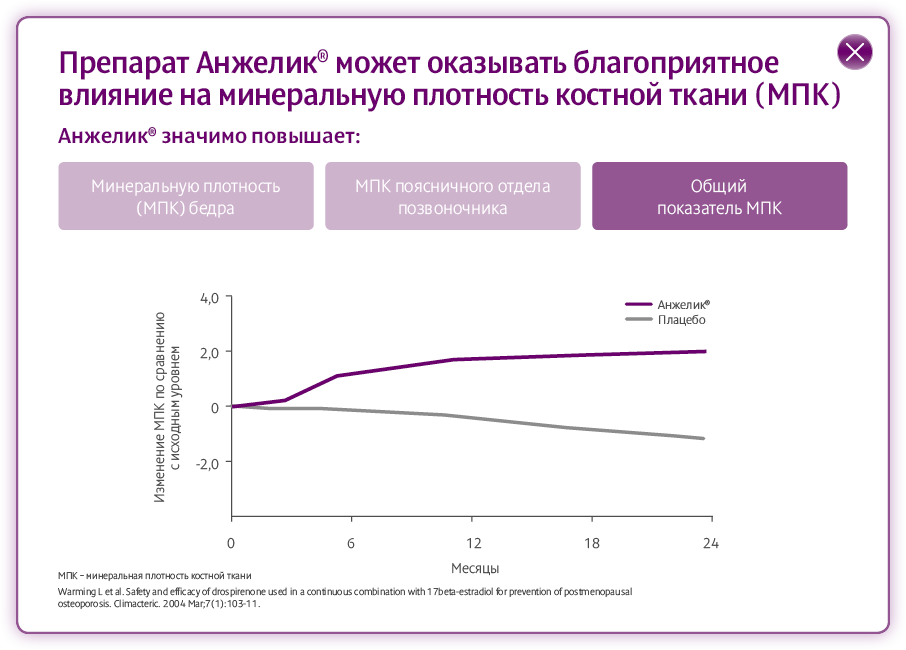 Препарат Анжелик® может оказывать благоприятное
влияние на минеральную плотность костной ткани (МПК)
Анжелик® значимо повышает:
Минеральную плотность
(МПК) бедра
МПК поясничного отдела
позвоночника
Общий
показатель МПК
Изменение МПК по сравнению
с исходным уровнем
4,0
2,0
0
-2,0
Анжелик®
Плацебо
0 6 12 18 24
Месяцы
МПК – минеральная плотность костной ткани
Warming L et al. Safety and efficacy of drospirenone used in a continuous combination with 17beta-estradiol for prevention of postmenopausal
osteoporosis. Climacteric. 2004 Mar;7(1):103-11.